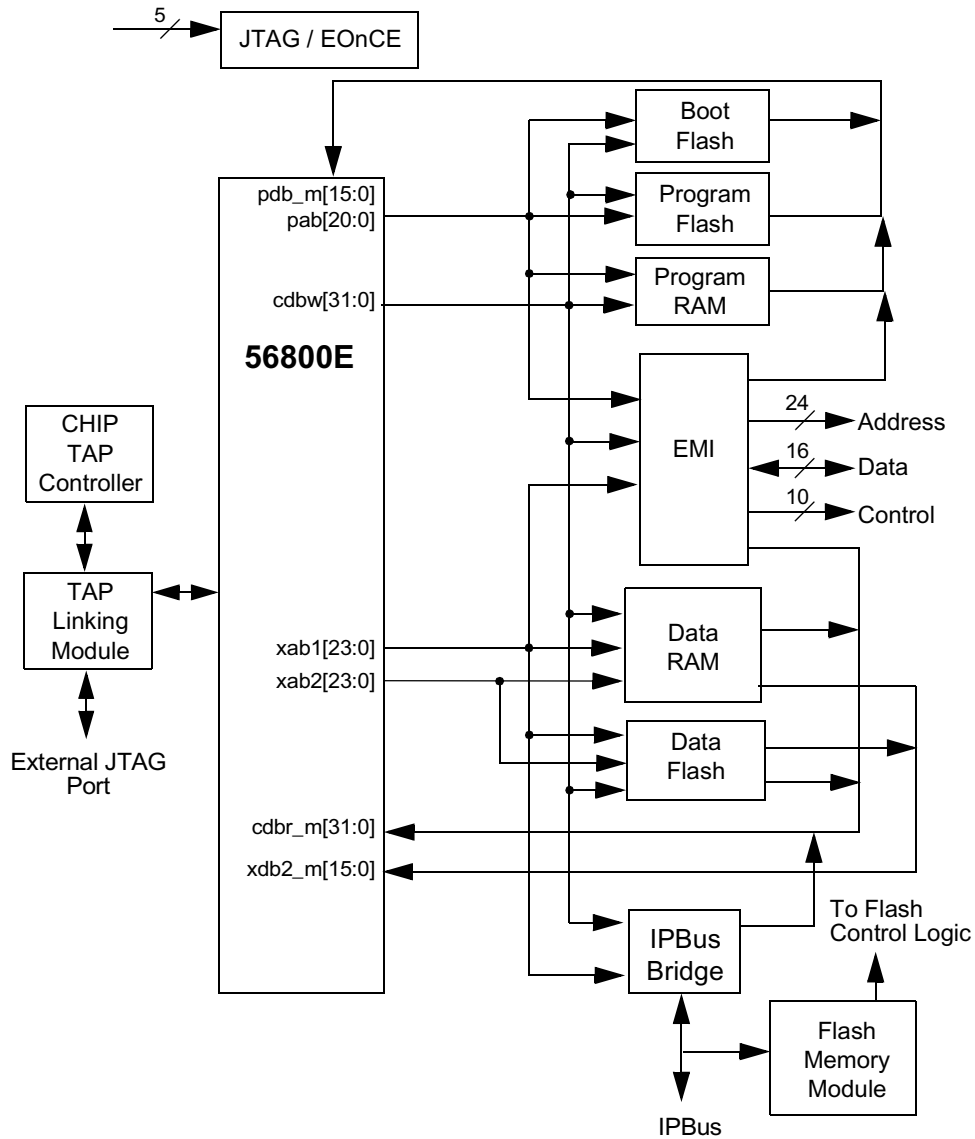 5
JTAG / EOnCE
Boot
Flash
pdb_m[15:0]
pab[20:0]
Program
Flash
cdbw[31:0]
Program
RAM
56800E
CHIP
TAP
Controller
EMI
24
Address
16
Data
10
Control
TAP
Linking
Module
xab1[23:0]
xab2[23:0]
Data
RAM
External JTAG
Port
Data
Flash
cdbr_m[31:0]
xdb2_m[15:0]
IPBus
Bridge
To Flash
Control Logic
Flash
Memory
Module
IPBus